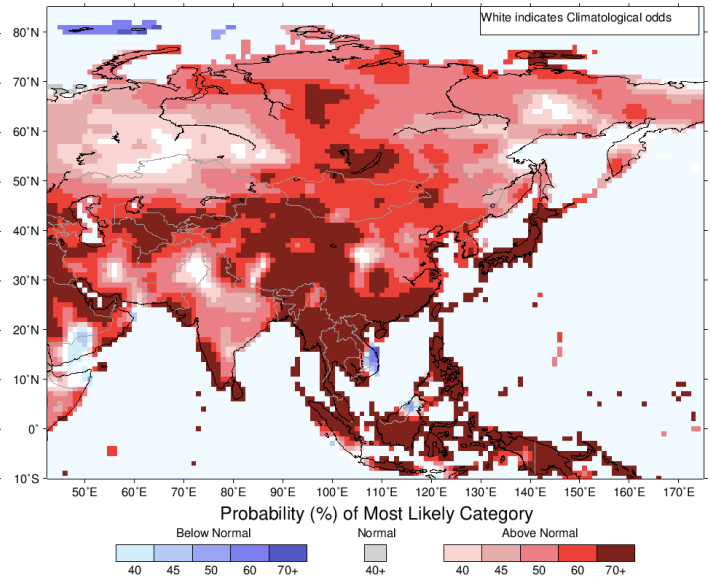 White indicates Climatological odds
80˚N
70˚N
60˚N
50˚N
40˚N
30˚N
20˚N
10˚N
0˚
10˚S
50˚E 60˚E 70˚E 80˚E 90˚E 100˚E 110˚E 120˚E 130˚E 140˚E 150˚E 160˚E 170˚E
Probability (%) of Most Likely Category
Below Normal Normal Above Normal
40 45 50 60 70+ 40+ 40 45 50 60 70+